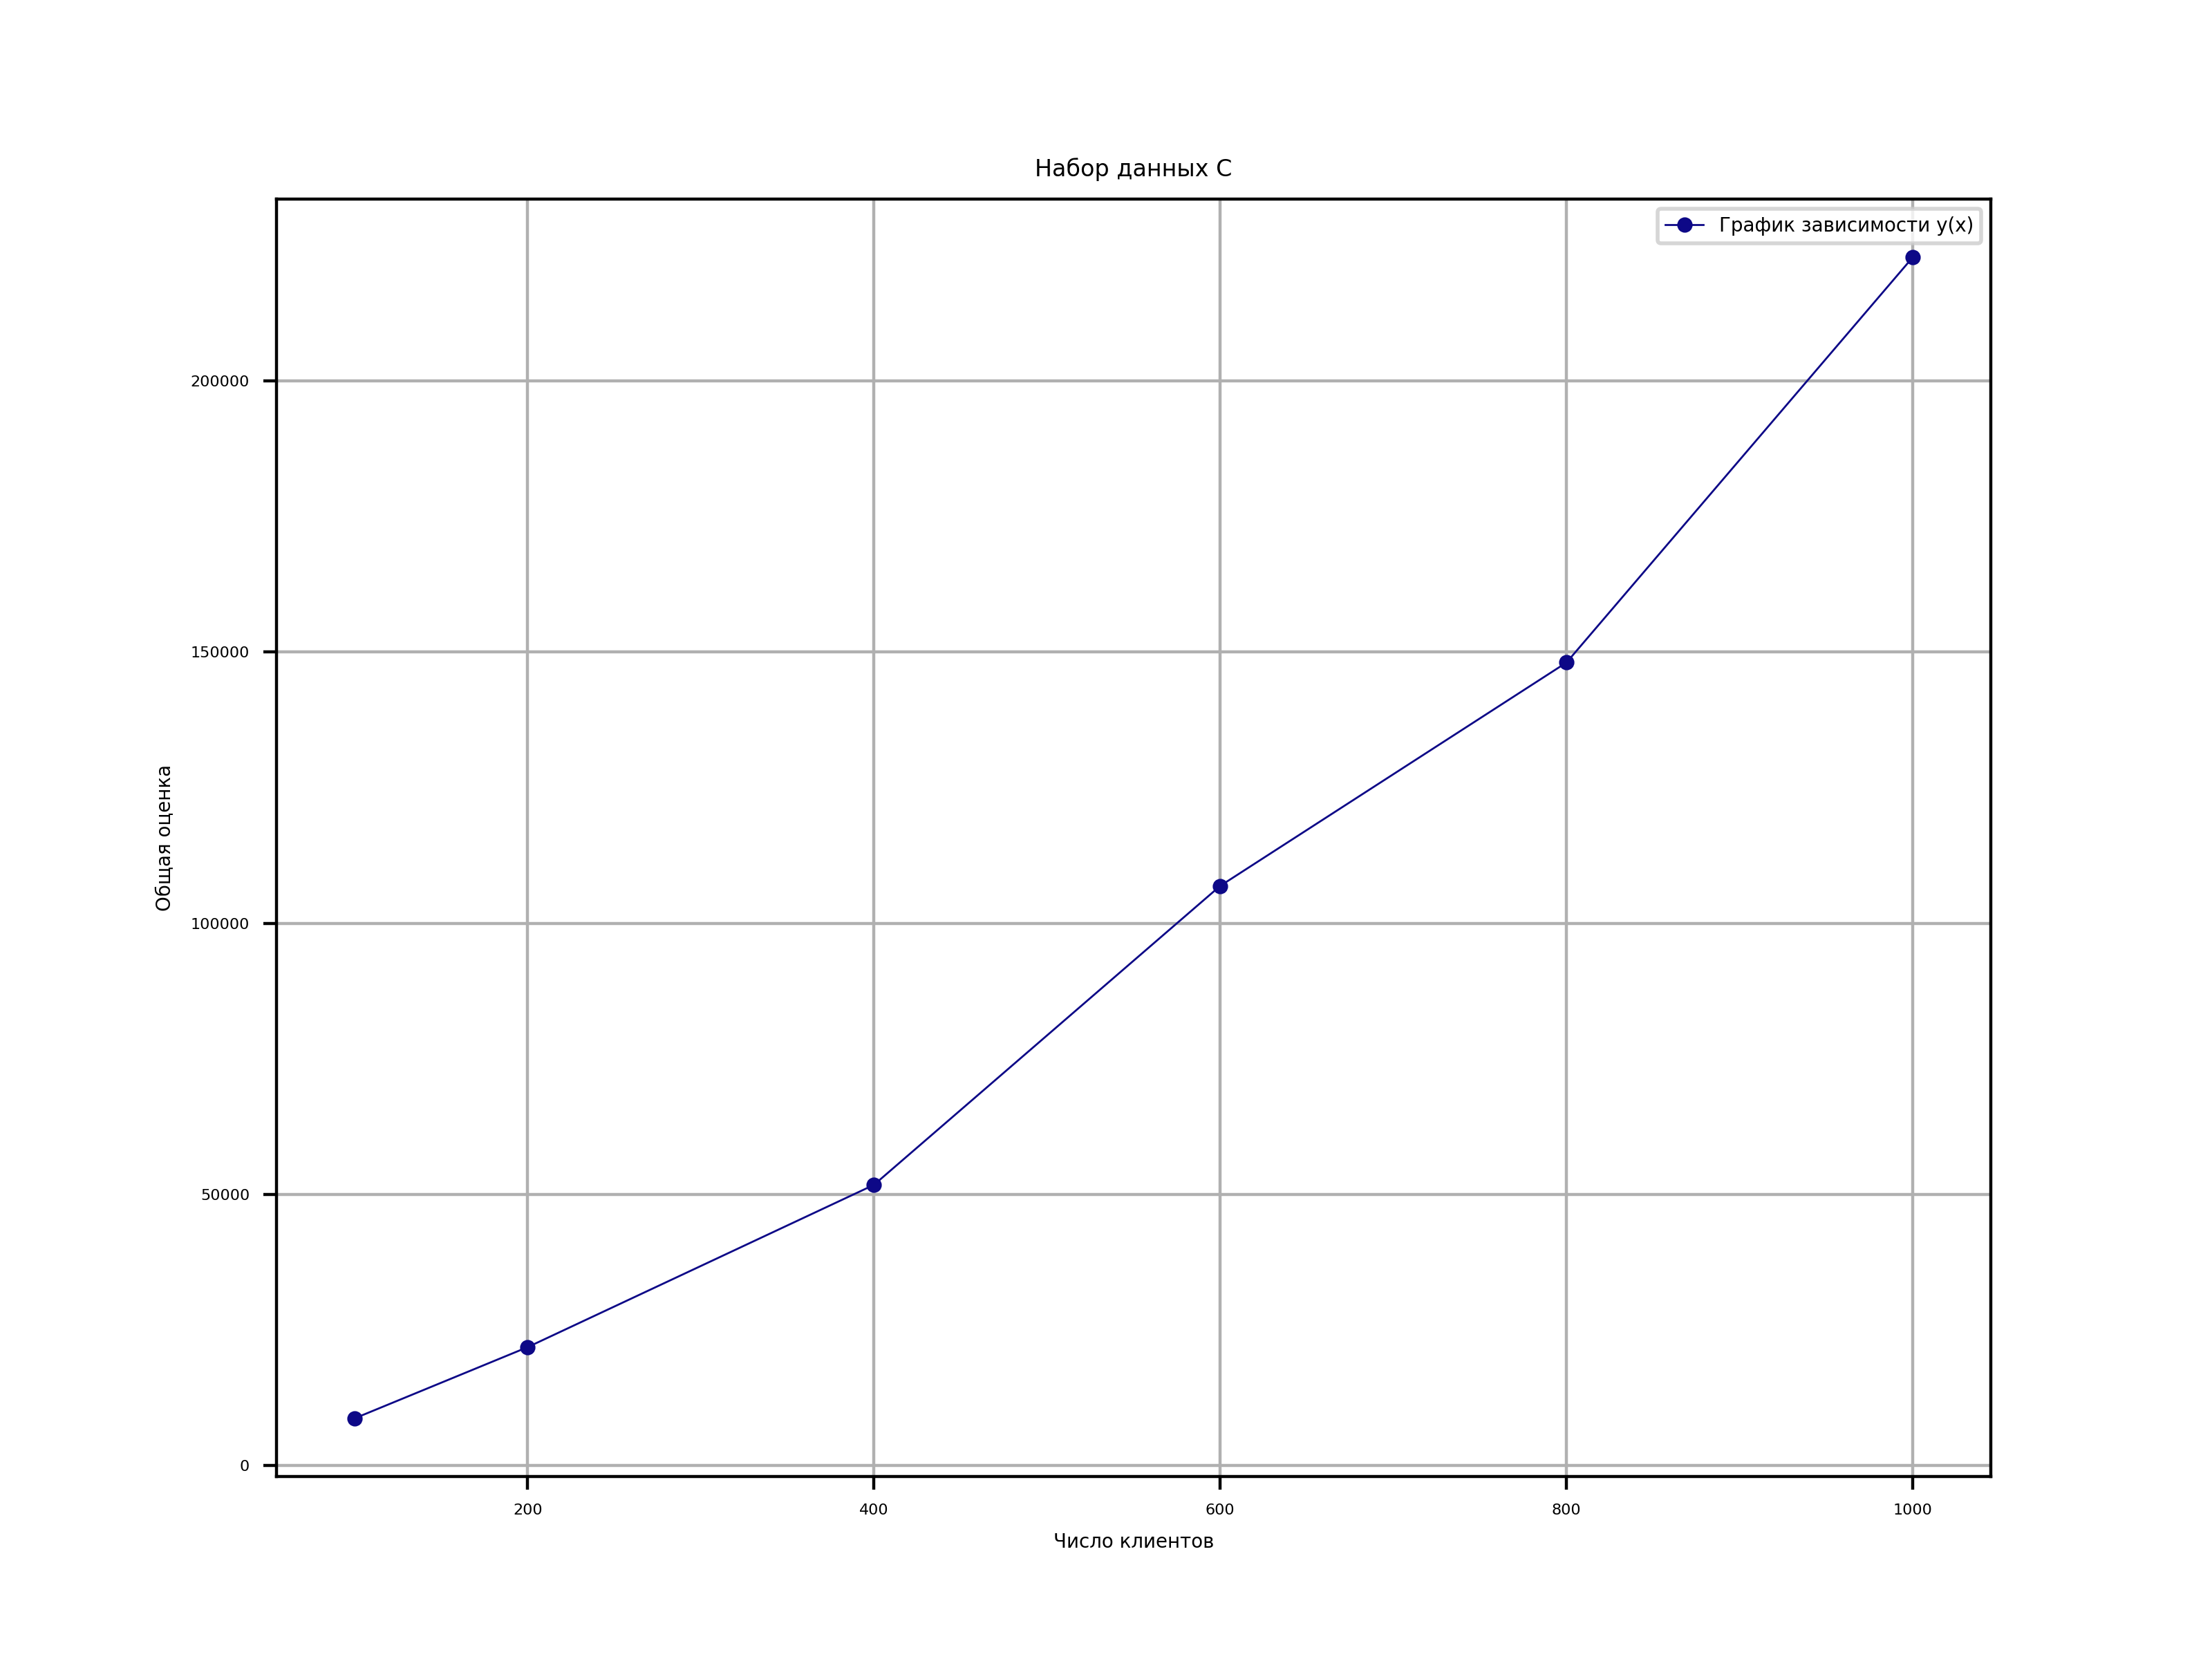 Набор данных C
График зависимости y(x)
200000
150000
100000
50000
0
Общая оценка
200 400 600 800 1000
Число клиентов